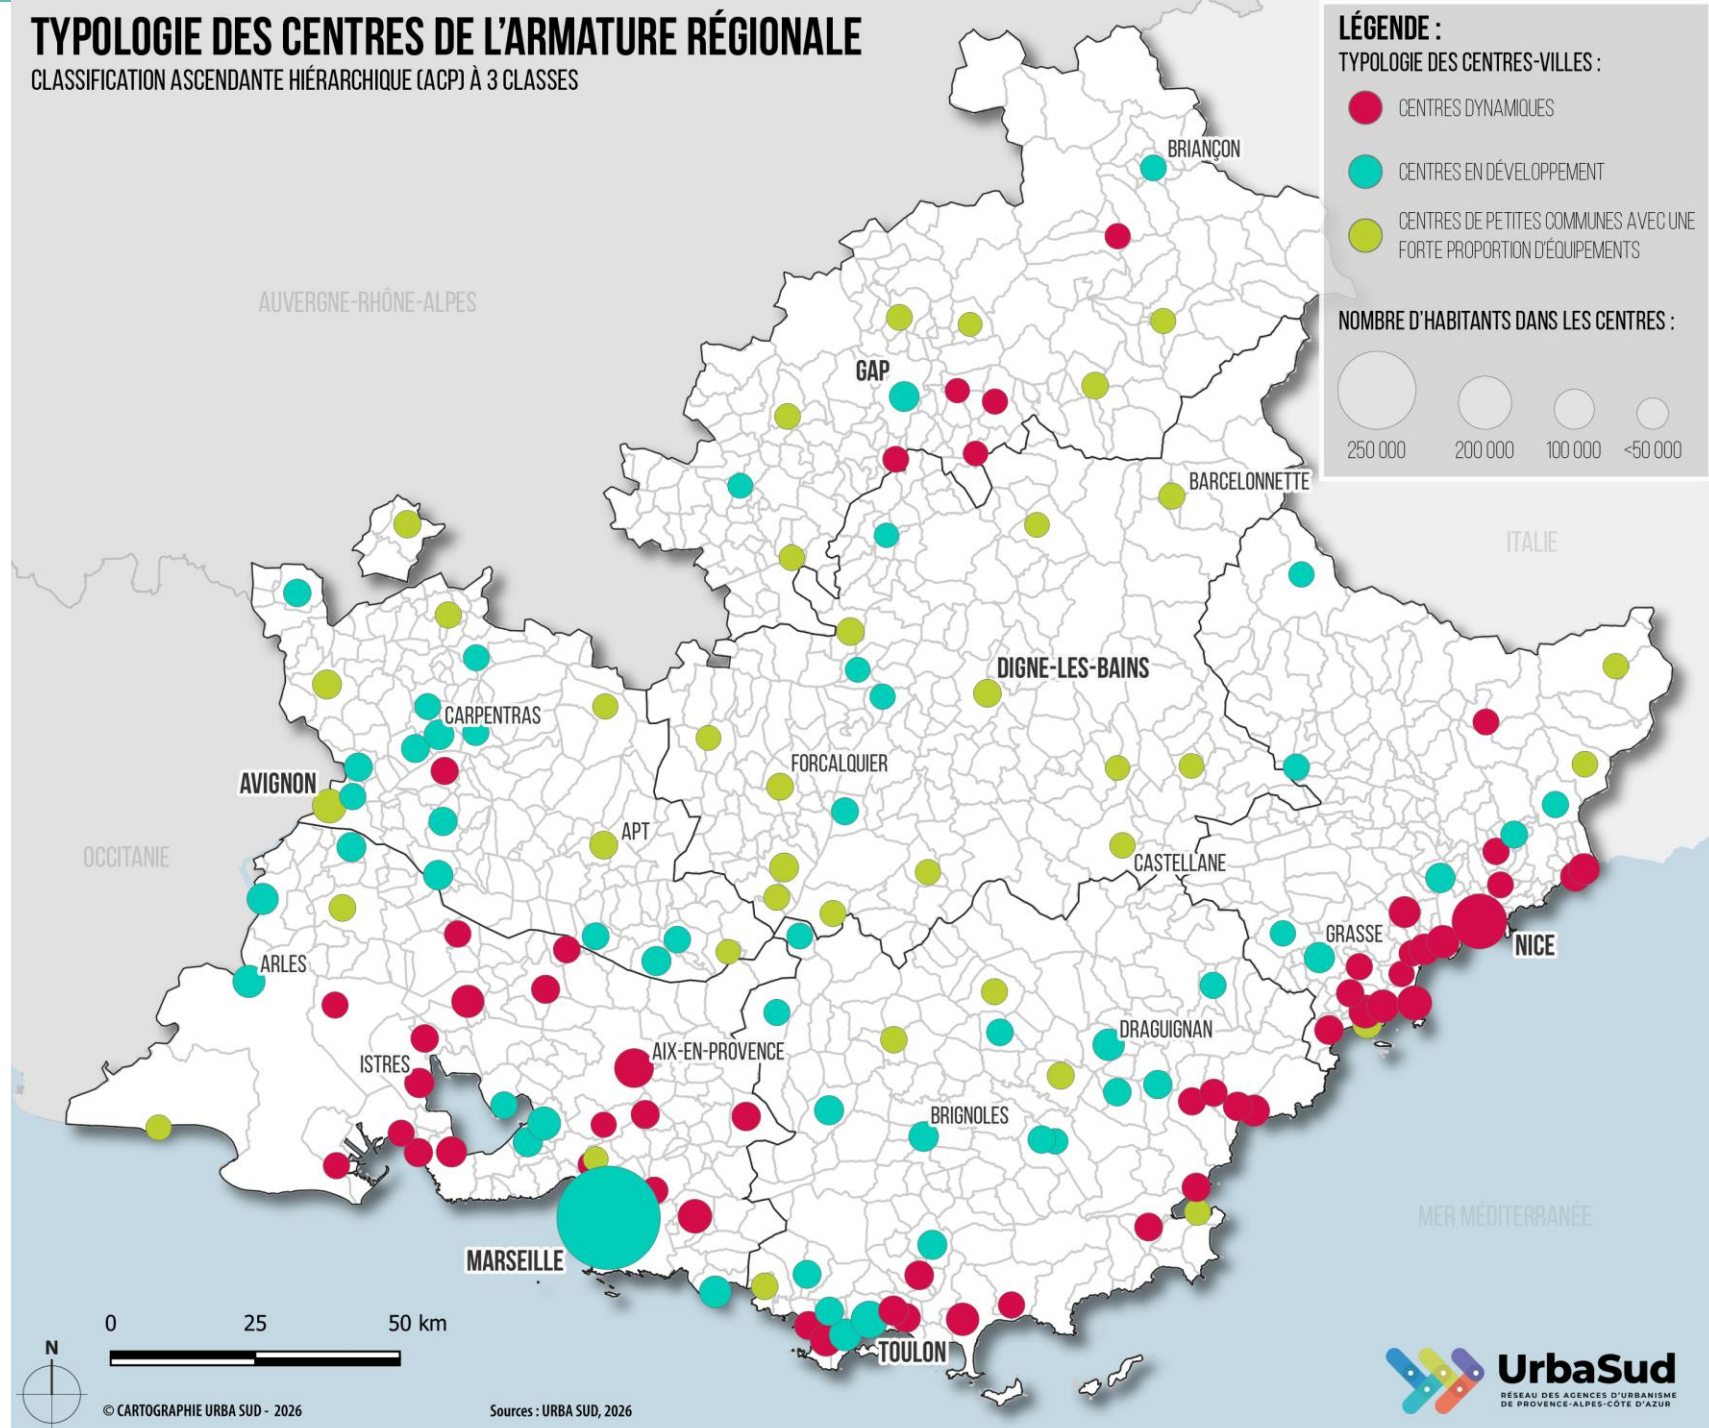 TYPOLOGIE DES CENTRES DE L'ARMATURE RÉGIONALE
CLASSIFICATION ASCENDANTE HIÉRARCHIQUE (ACP) À 3 CLASSES
LÉGENDE :
TYPOLOGIE DES CENTRES-VILLES :
CENTRES DYNAMIQUES
CENTRES EN DÉVELOPPEMENT
CENTRES DE PETITES COMMUNES AVEC UNE
FORTE PROPORTION D'ÉQUIPEMENTS
NOMBRE D'HABITANTS DANS LES CENTRES :
250 000
200 000
100 000
<50 000
BRIANÇON
AUVERGNE-RHÔNE-ALPES
GAP
BARCELONNETTE
ITALIE
DIGNE-LES-BAINS
CARPENTRAS
FORCALQUIER
AVIGNON
APT
OCCITANIE
CASTELLANE
GRASSE
NICE
ARLES
DRAGUIGNAN
AIX-EN-PROVENCE
ISTRES
BRIGNOLES
MER MÉDITERRANÉE
MARSEILLE
TOULON
0
25
50 km
N
© CARTOGRAPHIE URBA SUD - 2026
Sources : URBA SUD, 2026
UrbaSud
RÉSEAU DES AGENCES D'URBANISME
DE PROVENCE-ALPES-CÔTE D'AZUR